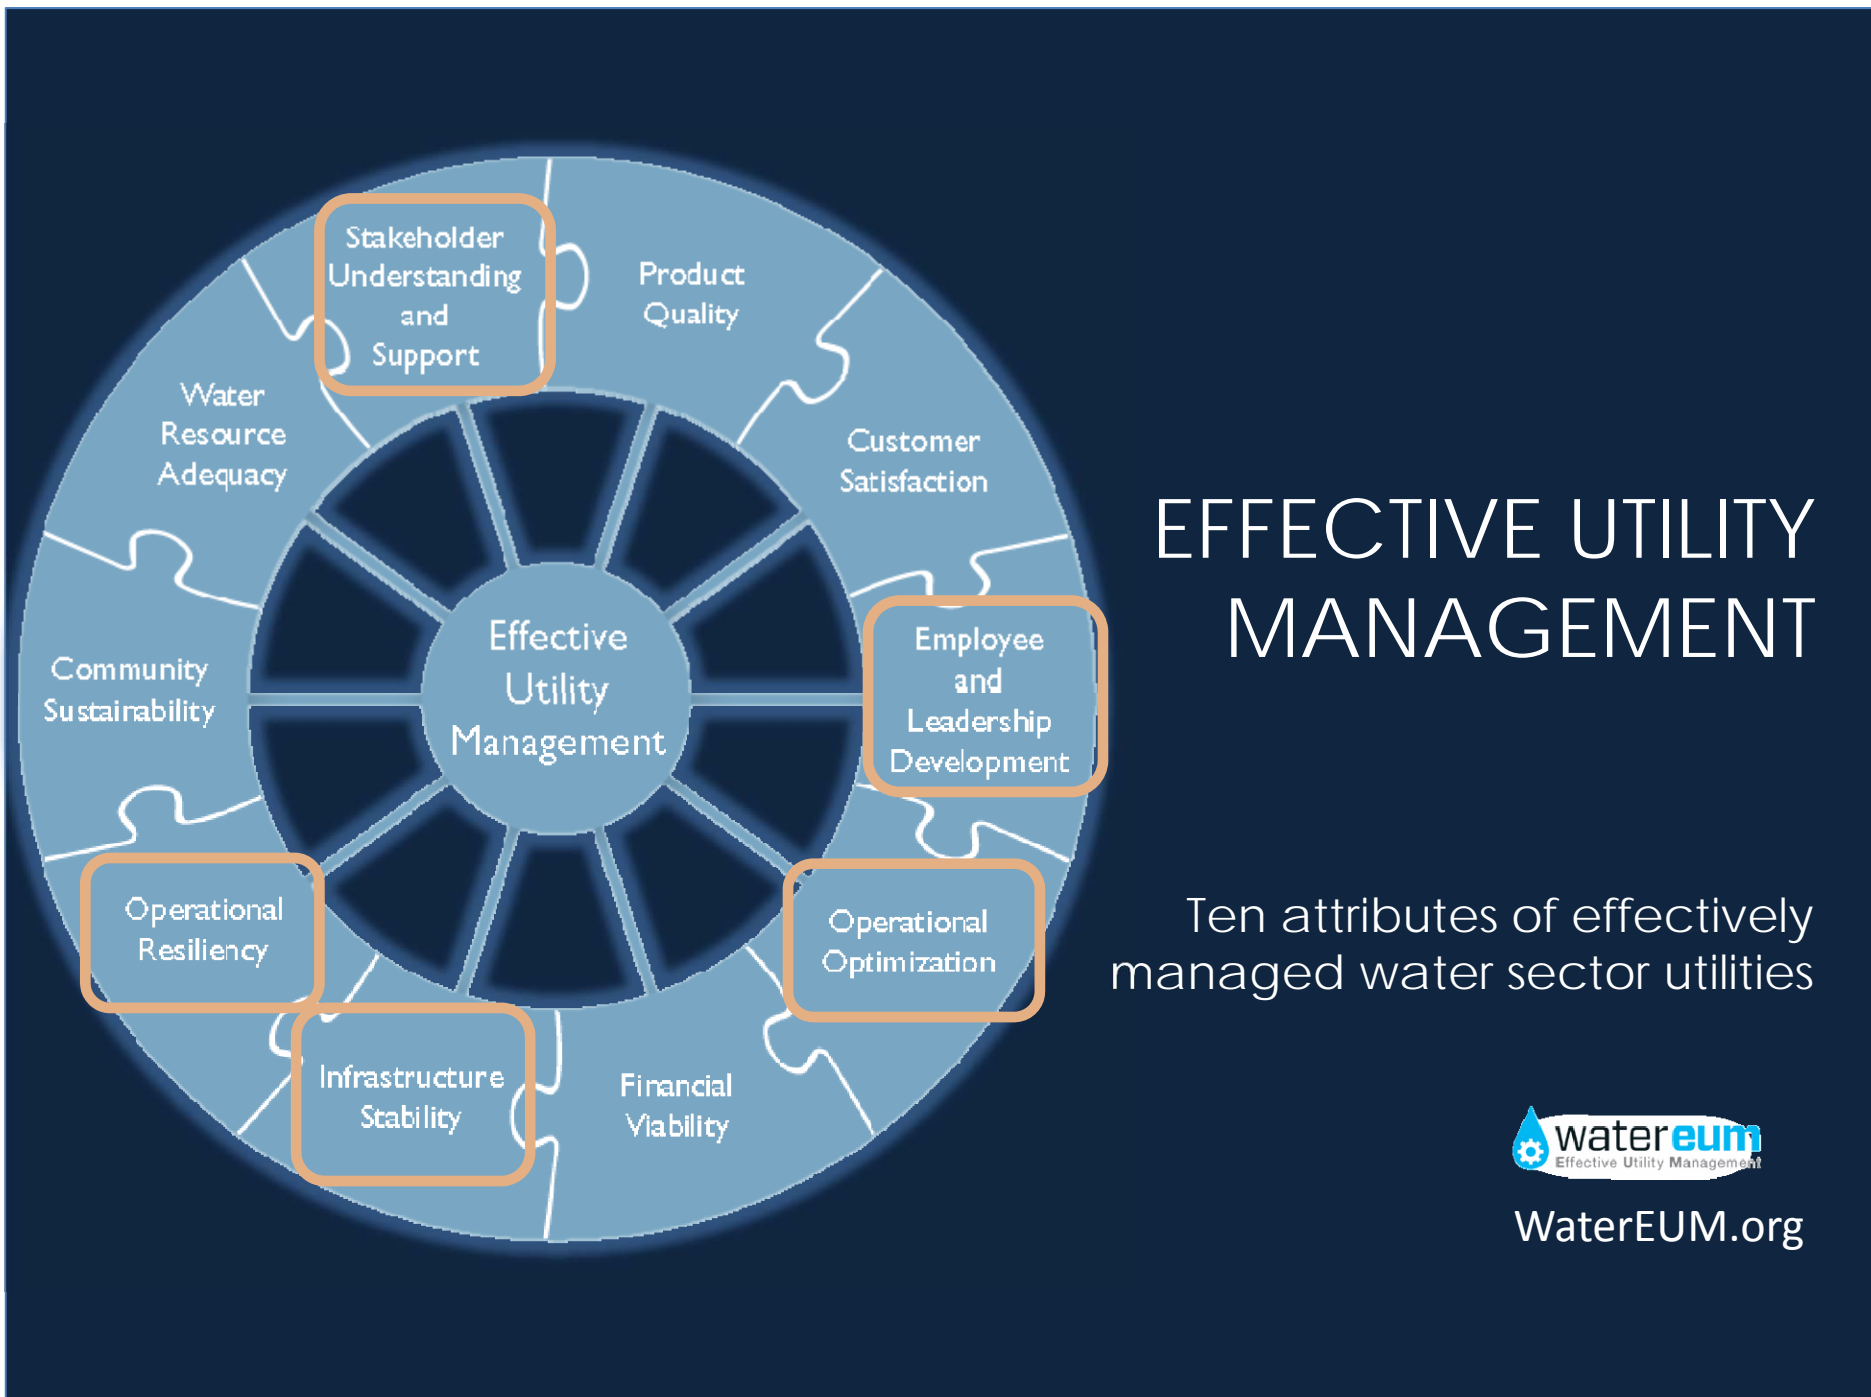 Stakeholder
Understanding
and
Support
Product
Quality
Water
Resource
Adequacy
Customer
Satisfaction
Effective
Utility
Management
Employee
and
Leadership
Development
Community
Sustainability
Operational
Resiliency
Operational
Optimization
Infrastructure
Stability
Financial
Viability
EFFECTIVE UTILITY
MANAGEMENT
Ten attributes of effectively
managed water sector utilities
watereum
Effective Utility Management
WaterEUM.org